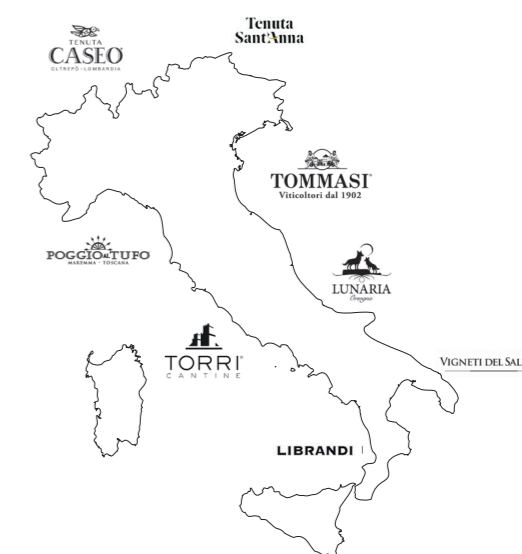 Tenuta
Sant'Anna
TENUTA
CASEO
OLTREPÒ - LOMBARDIA
TOMMASI
Viticoltori dal 1902
POGGIO AL TUFO
MAREMMA - TOSCANA
LUNARIA
Orsogna
TORRI
CANTINE
VIGNETI DEL SAL
LIBRANDI